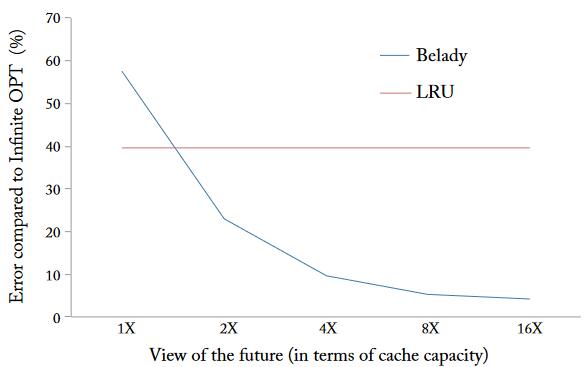 Error compared to Infinite OPT (%)
70
60
50
40
30
20
10
0
Belady
LRU
1X 2X 4X 8X 16X
View of the future (in terms of cache capacity)